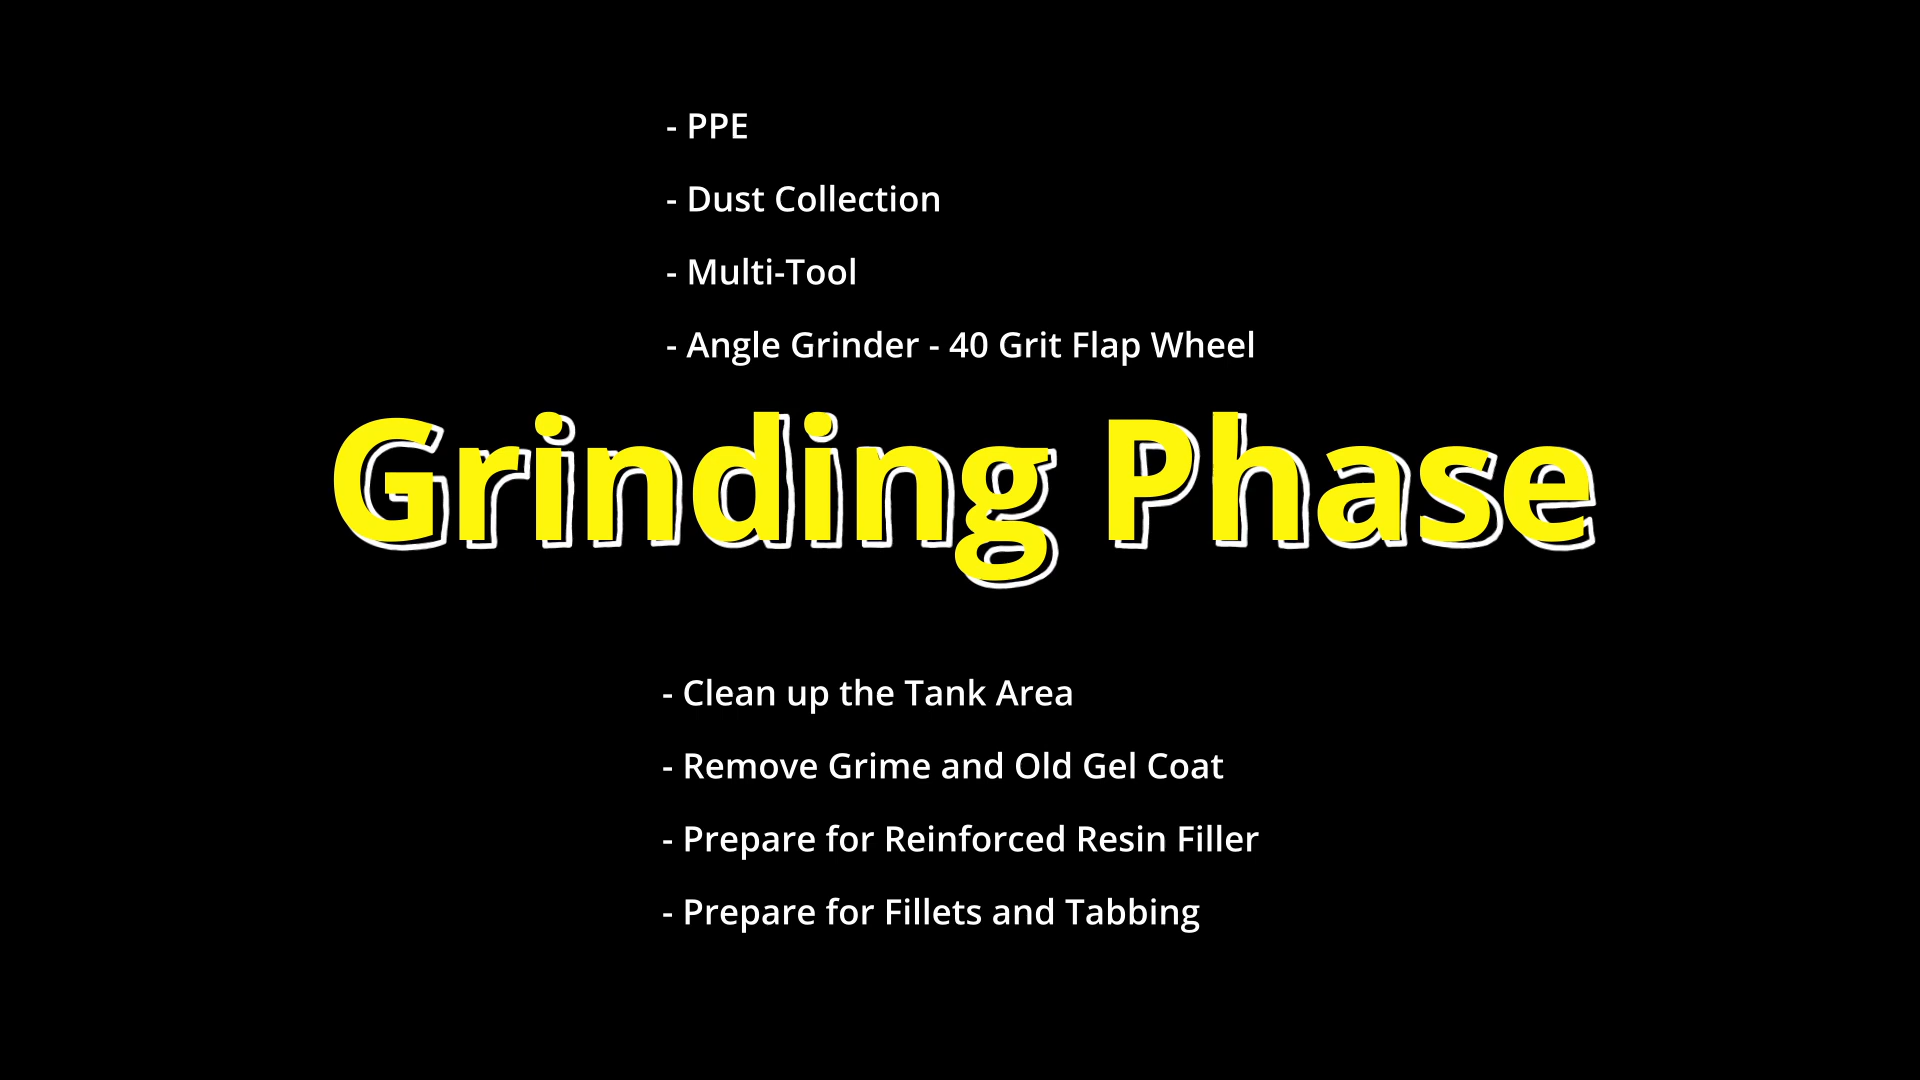 - PPE
- Dust Collection
- Multi-Tool
- Angle Grinder - 40 Grit Flap Wheel
Grinding Phase
- Clean up the Tank Area
- Remove Grime and Old Gel Coat
- Prepare for Reinforced Resin Filler
- Prepare for Fillets and Tabbing